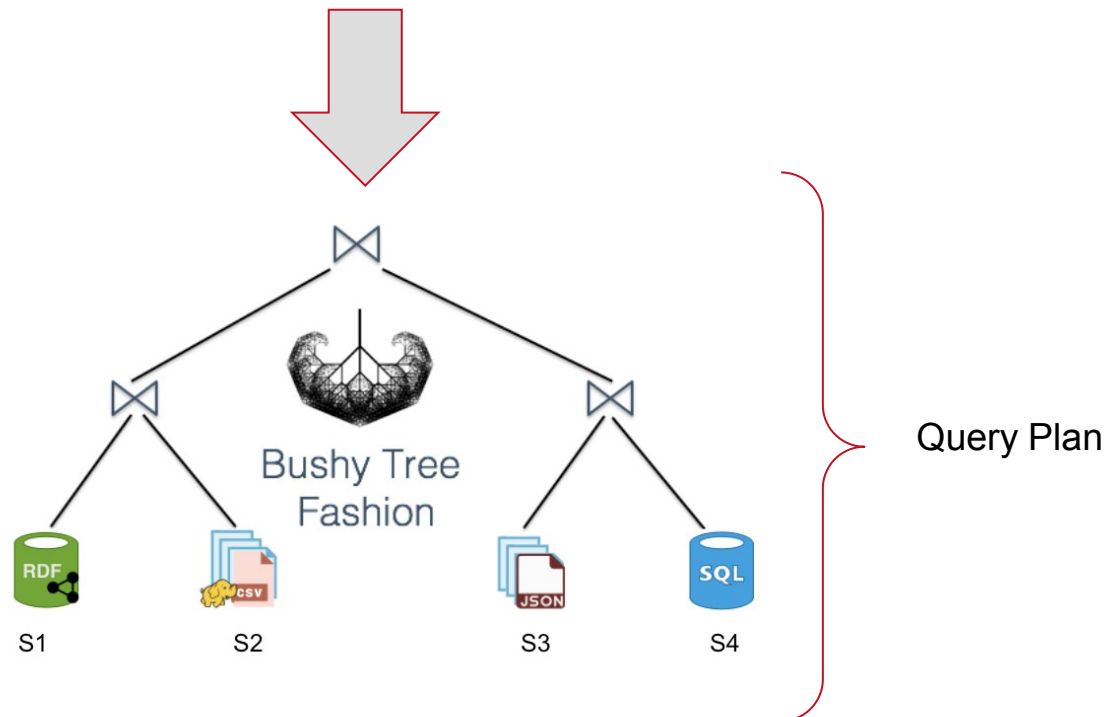 Query Plan
Bushy Tree
Fashion
RDF
CSV
JSON
SQL
S1
S2
S3
S4